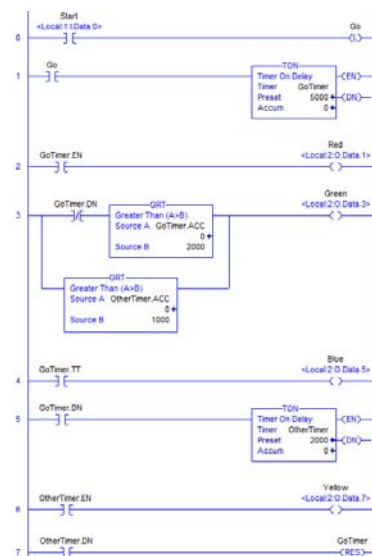 Start
<Local:1:I.Data.0>
Go
0
(L)
Go
TON
1
Timer On Delay
(EN)
Timer GoTimer
Preset 5000
(DN)
Accum 0
Red
GoTimer.EN
<Local:2:O.Data.1>
2
Green
GoTimer.DN
GRT
<Local:2:O.Data.3>
3
Greater Than (A>B)
Source A GoTimer.ACC
0
Source B 2000
GRT
Greater Than (A>B)
Source A OtherTimer.ACC
0
Source B 1000
Blue
GoTimer.TT
<Local:2:O.Data.5>
4
GoTimer.DN
TON
5
Timer On Delay
(EN)
Timer OtherTimer
Preset 2000
(DN)
Accum 0
Yellow
OtherTimer.EN
<Local:2:O.Data.7>
6
OtherTimer.DN
GoTimer
7
(RES)